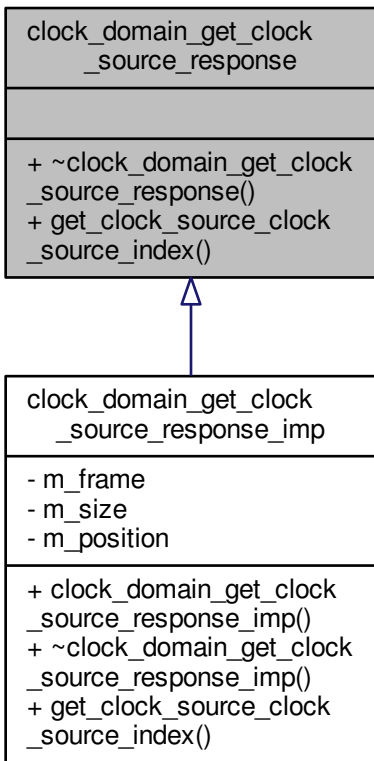 clock_domain_get_clock
_source_response
+ ~clock_domain_get_clock
_source_response()
+ get_clock_source_clock
_source_index()
clock_domain_get_clock
_source_response_imp
- m_frame
- m_size
- m_position
+ clock_domain_get_clock
_source_response_imp()
+ ~clock_domain_get_clock
_source_response_imp()
+ get_clock_source_clock
_source_index()